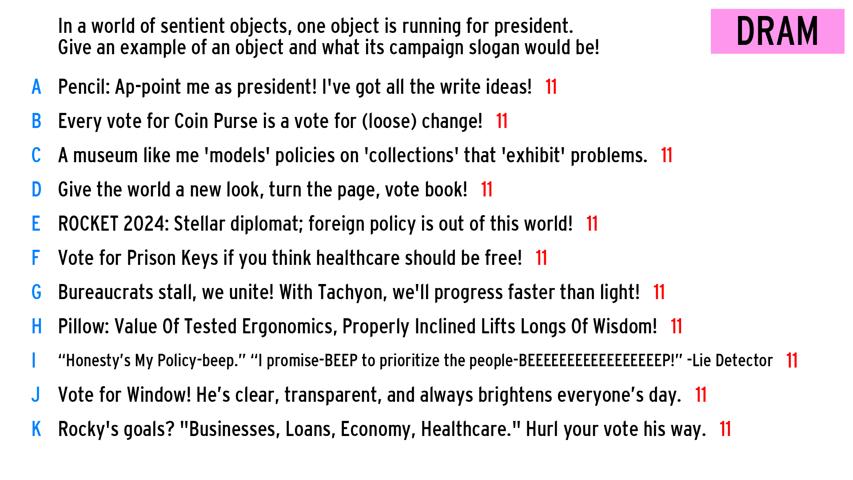 In a world of sentient objects, one object is running for president.
Give an example of an object and what its campaign slogan would be!
DRAM
A Pencil: Ap-point me as president! I've got all the write ideas! 11
B Every vote for Coin Purse is a vote for (loose) change! 11
C A museum like me 'models' policies on 'collections' that 'exhibit' problems. 11
D Give the world a new look, turn the page, vote book! 11
E ROCKET 2024: Stellar diplomat; foreign policy is out of this world! 11
F Vote for Prison Keys if you think healthcare should be free! 11
G Bureaucrats stall, we unite! With Tachyon, we'll progress faster than light! 11
H Pillow: Value Of Tested Ergonomics, Properly Inclined Lifts Longs Of Wisdom! 11
I “Honesty’s My Policy-beep.” “I promise-BEEP to prioritize the people-BEEEEEEEEEEEEEEEEEP!” -Lie Detector 11
J Vote for Window! He’s clear, transparent, and always brightens everyone’s day. 11
K Rocky's goals? "Businesses, Loans, Economy, Healthcare." Hurl your vote his way. 11